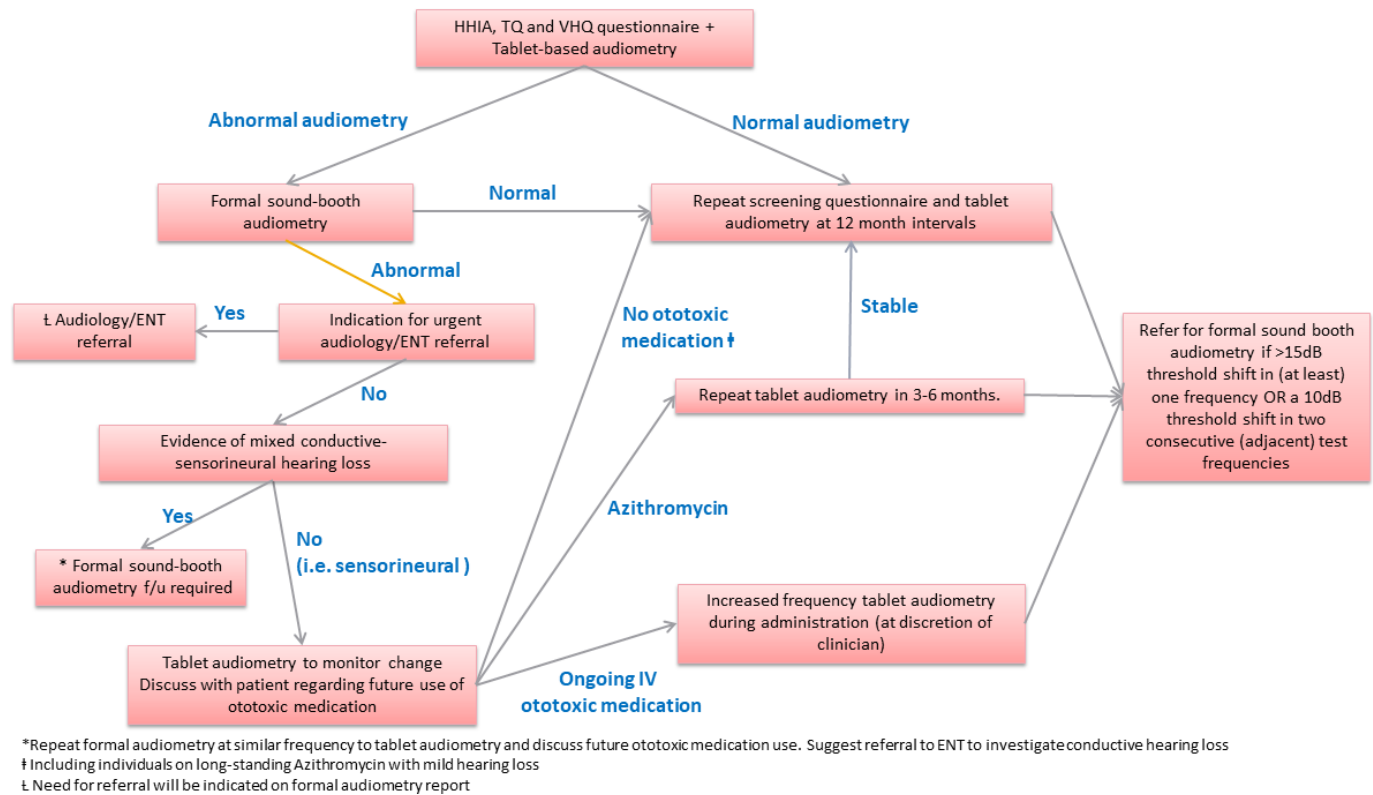 HHIA, TQ and VHQ questionnaire +
Tablet-based audiometry
Abnormal audiometry
Normal audiometry
Formal sound-booth
audiometry
Normal
Repeat screening questionnaire and tablet
audiometry at 12 month intervals
Abnormal
Ł Audiology/ENT
referral
Yes
Indication for urgent
audiology/ENT referral
No ototoxic
medication ǂ
Stable
Refer for formal sound booth
audiometry if >15dB
threshold shift in (at least)
one frequency OR a 10dB
threshold shift in two
consecutive (adjacent) test
frequencies
No
Repeat tablet audiometry in 3-6 months.
Evidence of mixed conductive-
sensorineural hearing loss
Azithromycin
Yes
No
(i.e. sensorineural )
* Formal sound-booth
audiometry f/u required
Increased frequency tablet audiometry
during administration (at discretion of
clinician)
Tablet audiometry to monitor change
Discuss with patient regarding future use of
ototoxic medication
Ongoing IV
ototoxic medication
*Repeat formal audiometry at similar frequency to tablet audiometry and discuss future ototoxic medication use. Suggest referral to ENT to investigate conductive hearing loss
ǂ Including individuals on long-standing Azithromycin with mild hearing loss
Ł Need for referral will be indicated on formal audiometry report